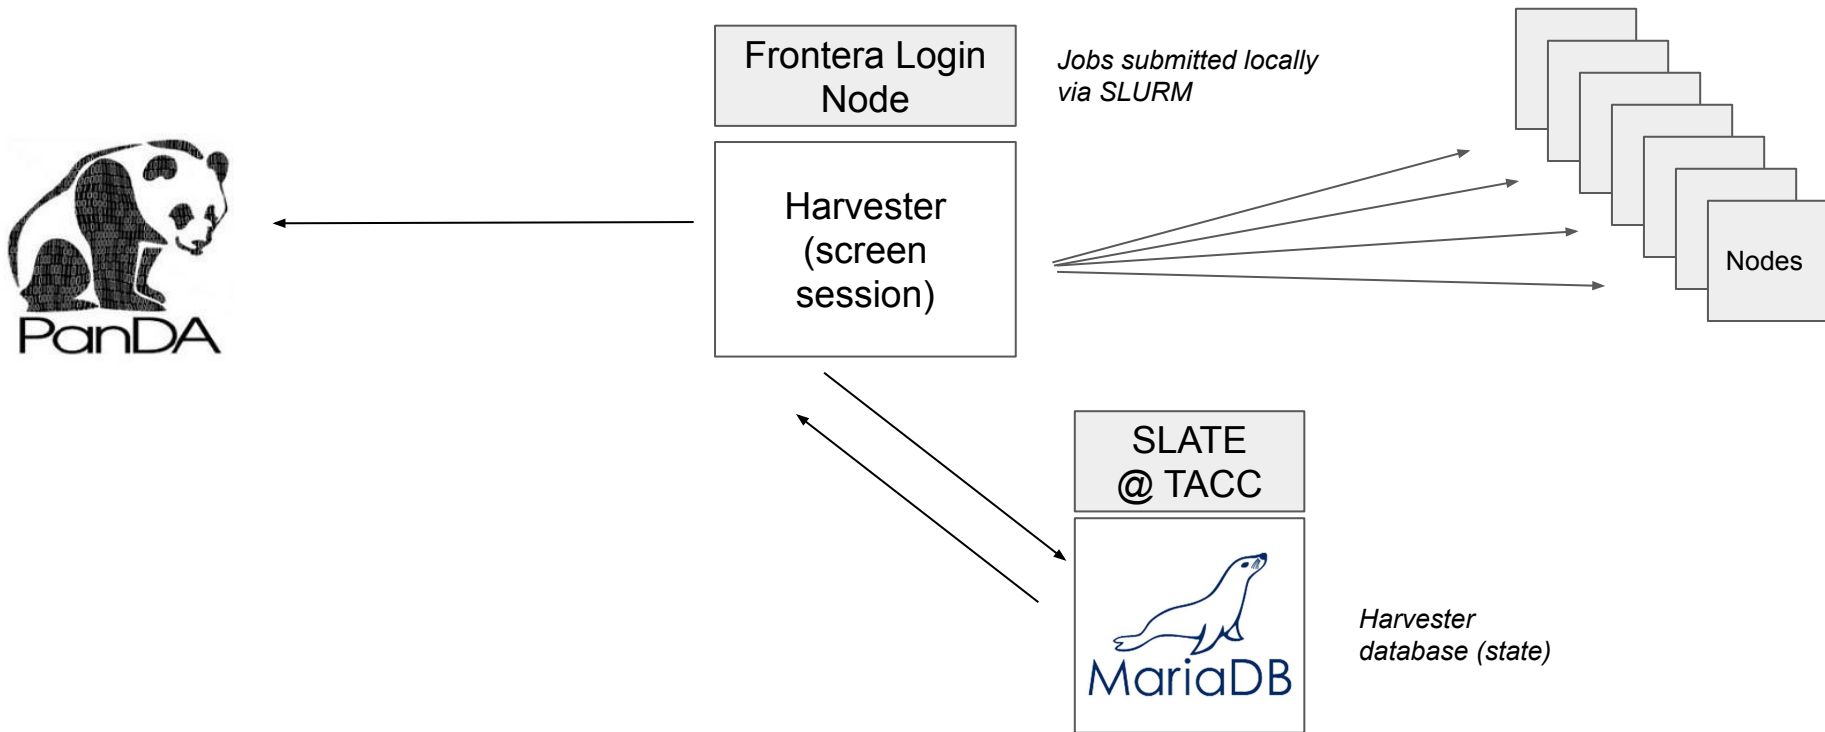 Frontera Login
Node
Jobs submitted locally
via SLURM
PanDA
Harvester
(screen
session)
Nodes
SLATE
@ TACC
MariaDB
Harvester
database (state)